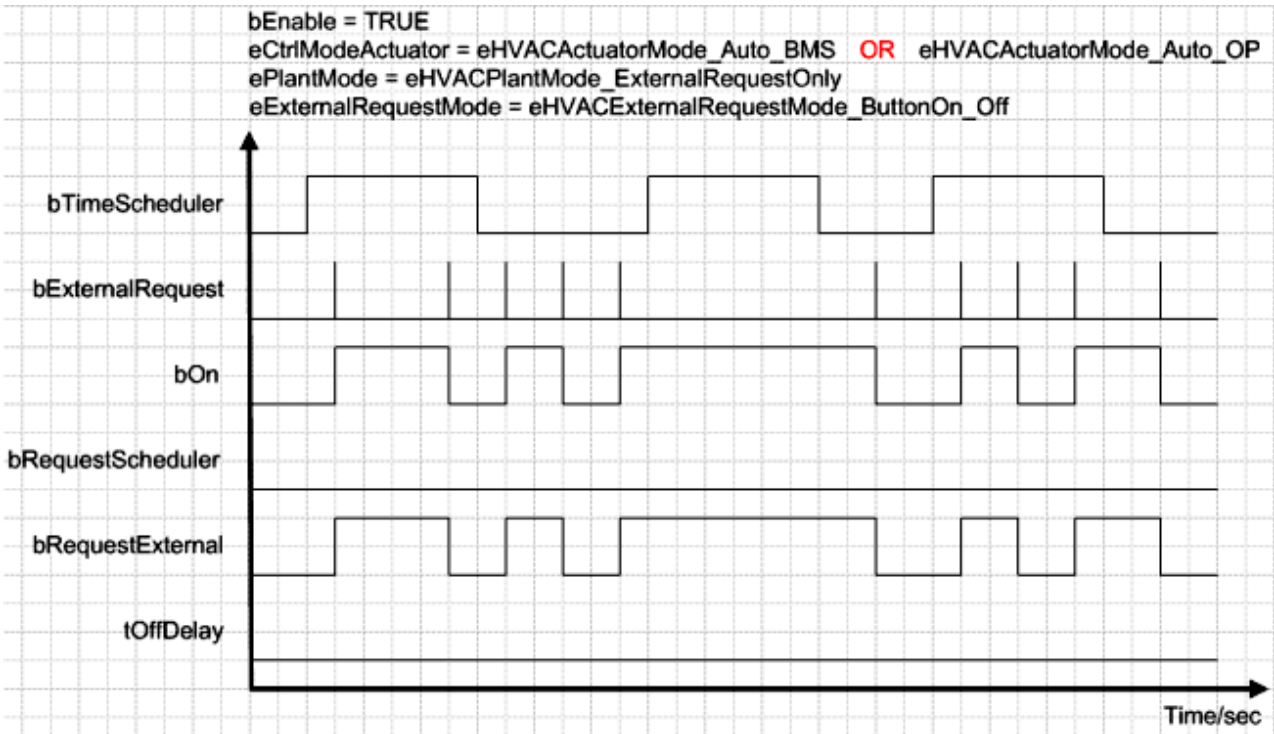 bEnable = TRUE
eCtrlModeActuator = eHVACActuatorMode_Auto_BMS OR eHVACActuatorMode_Auto_OP
ePlantMode = eHVACPlantMode_ExternalRequestOnly
eExternalRequestMode = eHVACExternalRequestMode_ButtonOn_Off
bTimeScheduler
bExternalRequest
bOn
bRequestScheduler
bRequestExternal
tOffDelay
Time/sec